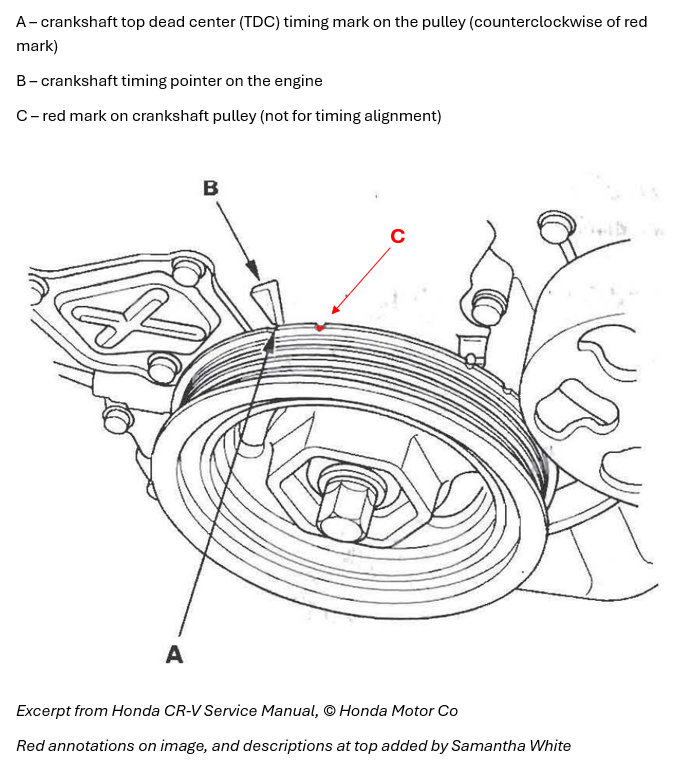 A – crankshaft top dead center (TDC) timing mark on the pulley (counterclockwise of red
mark)
B – crankshaft timing pointer on the engine
C – red mark on crankshaft pulley (not for timing alignment)
B
C
A
Excerpt from Honda CR-V Service Manual, © Honda Motor Co
Red annotations on image, and descriptions at top added by Samantha White